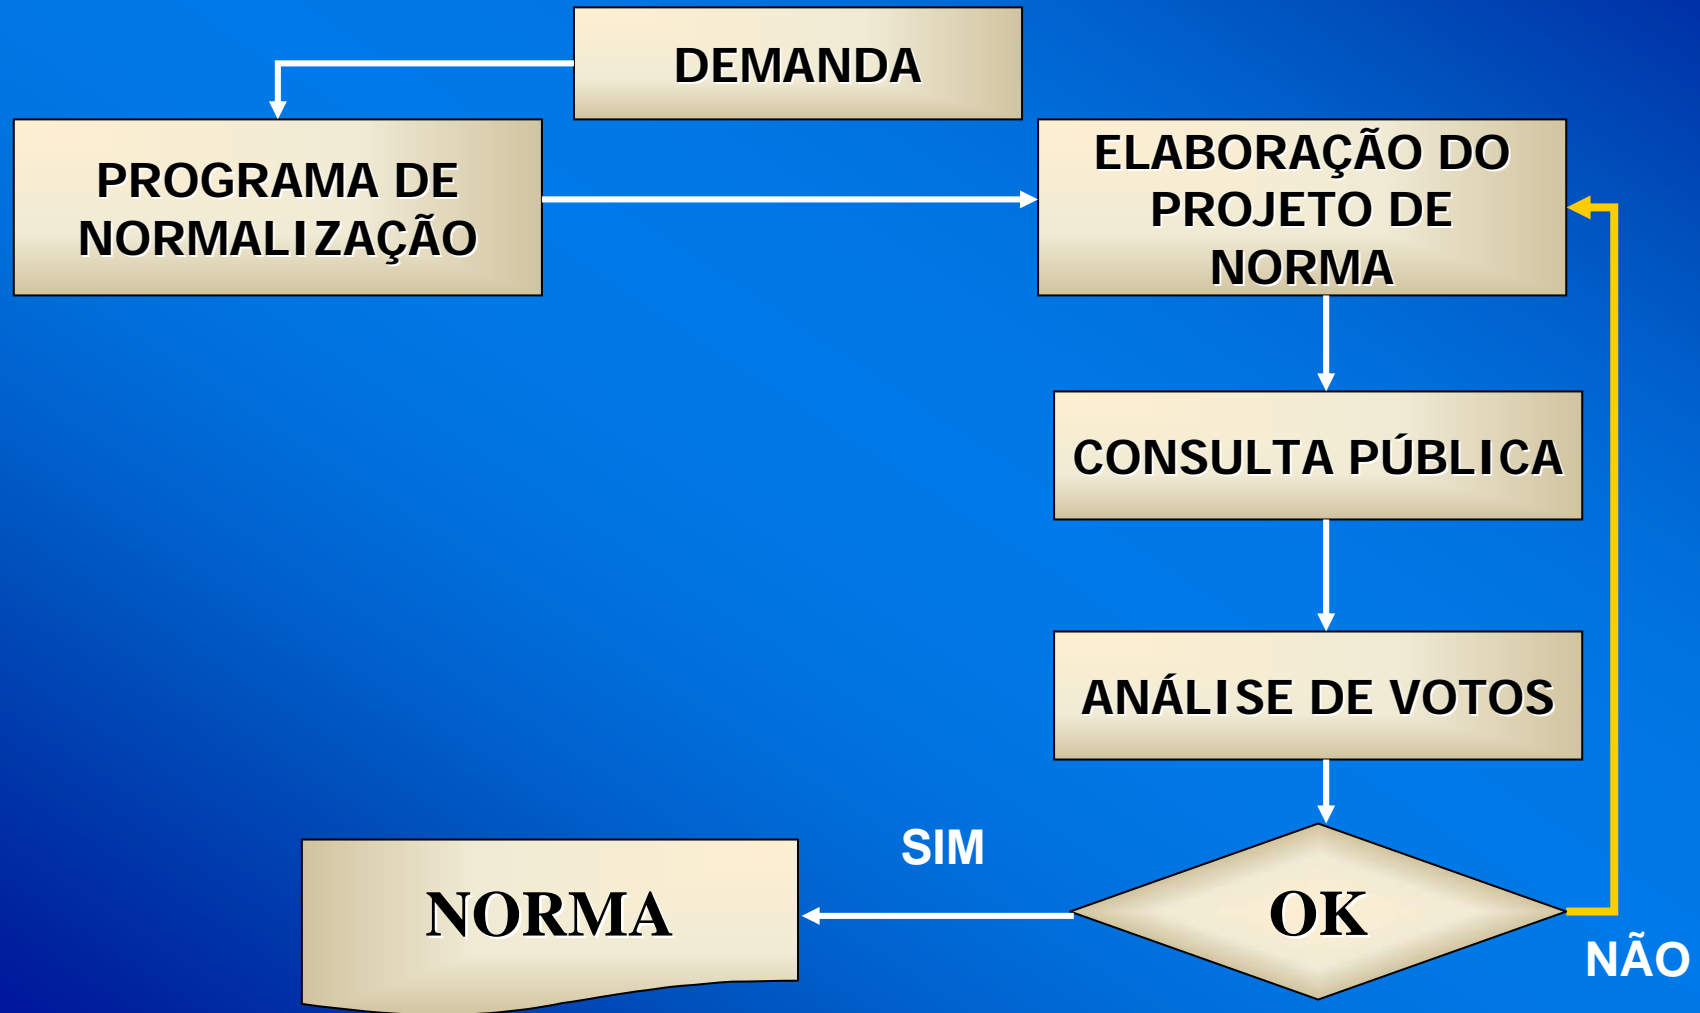 DEMANDA
PROGRAMA DE
NORMALIZAÇÃO
ELABORAÇÃO DO
PROJETO DE
NORMA
CONSULTA PÚBLICA
ANÁLISE DE VOTOS
OK
SIM
NÃO
NORMA